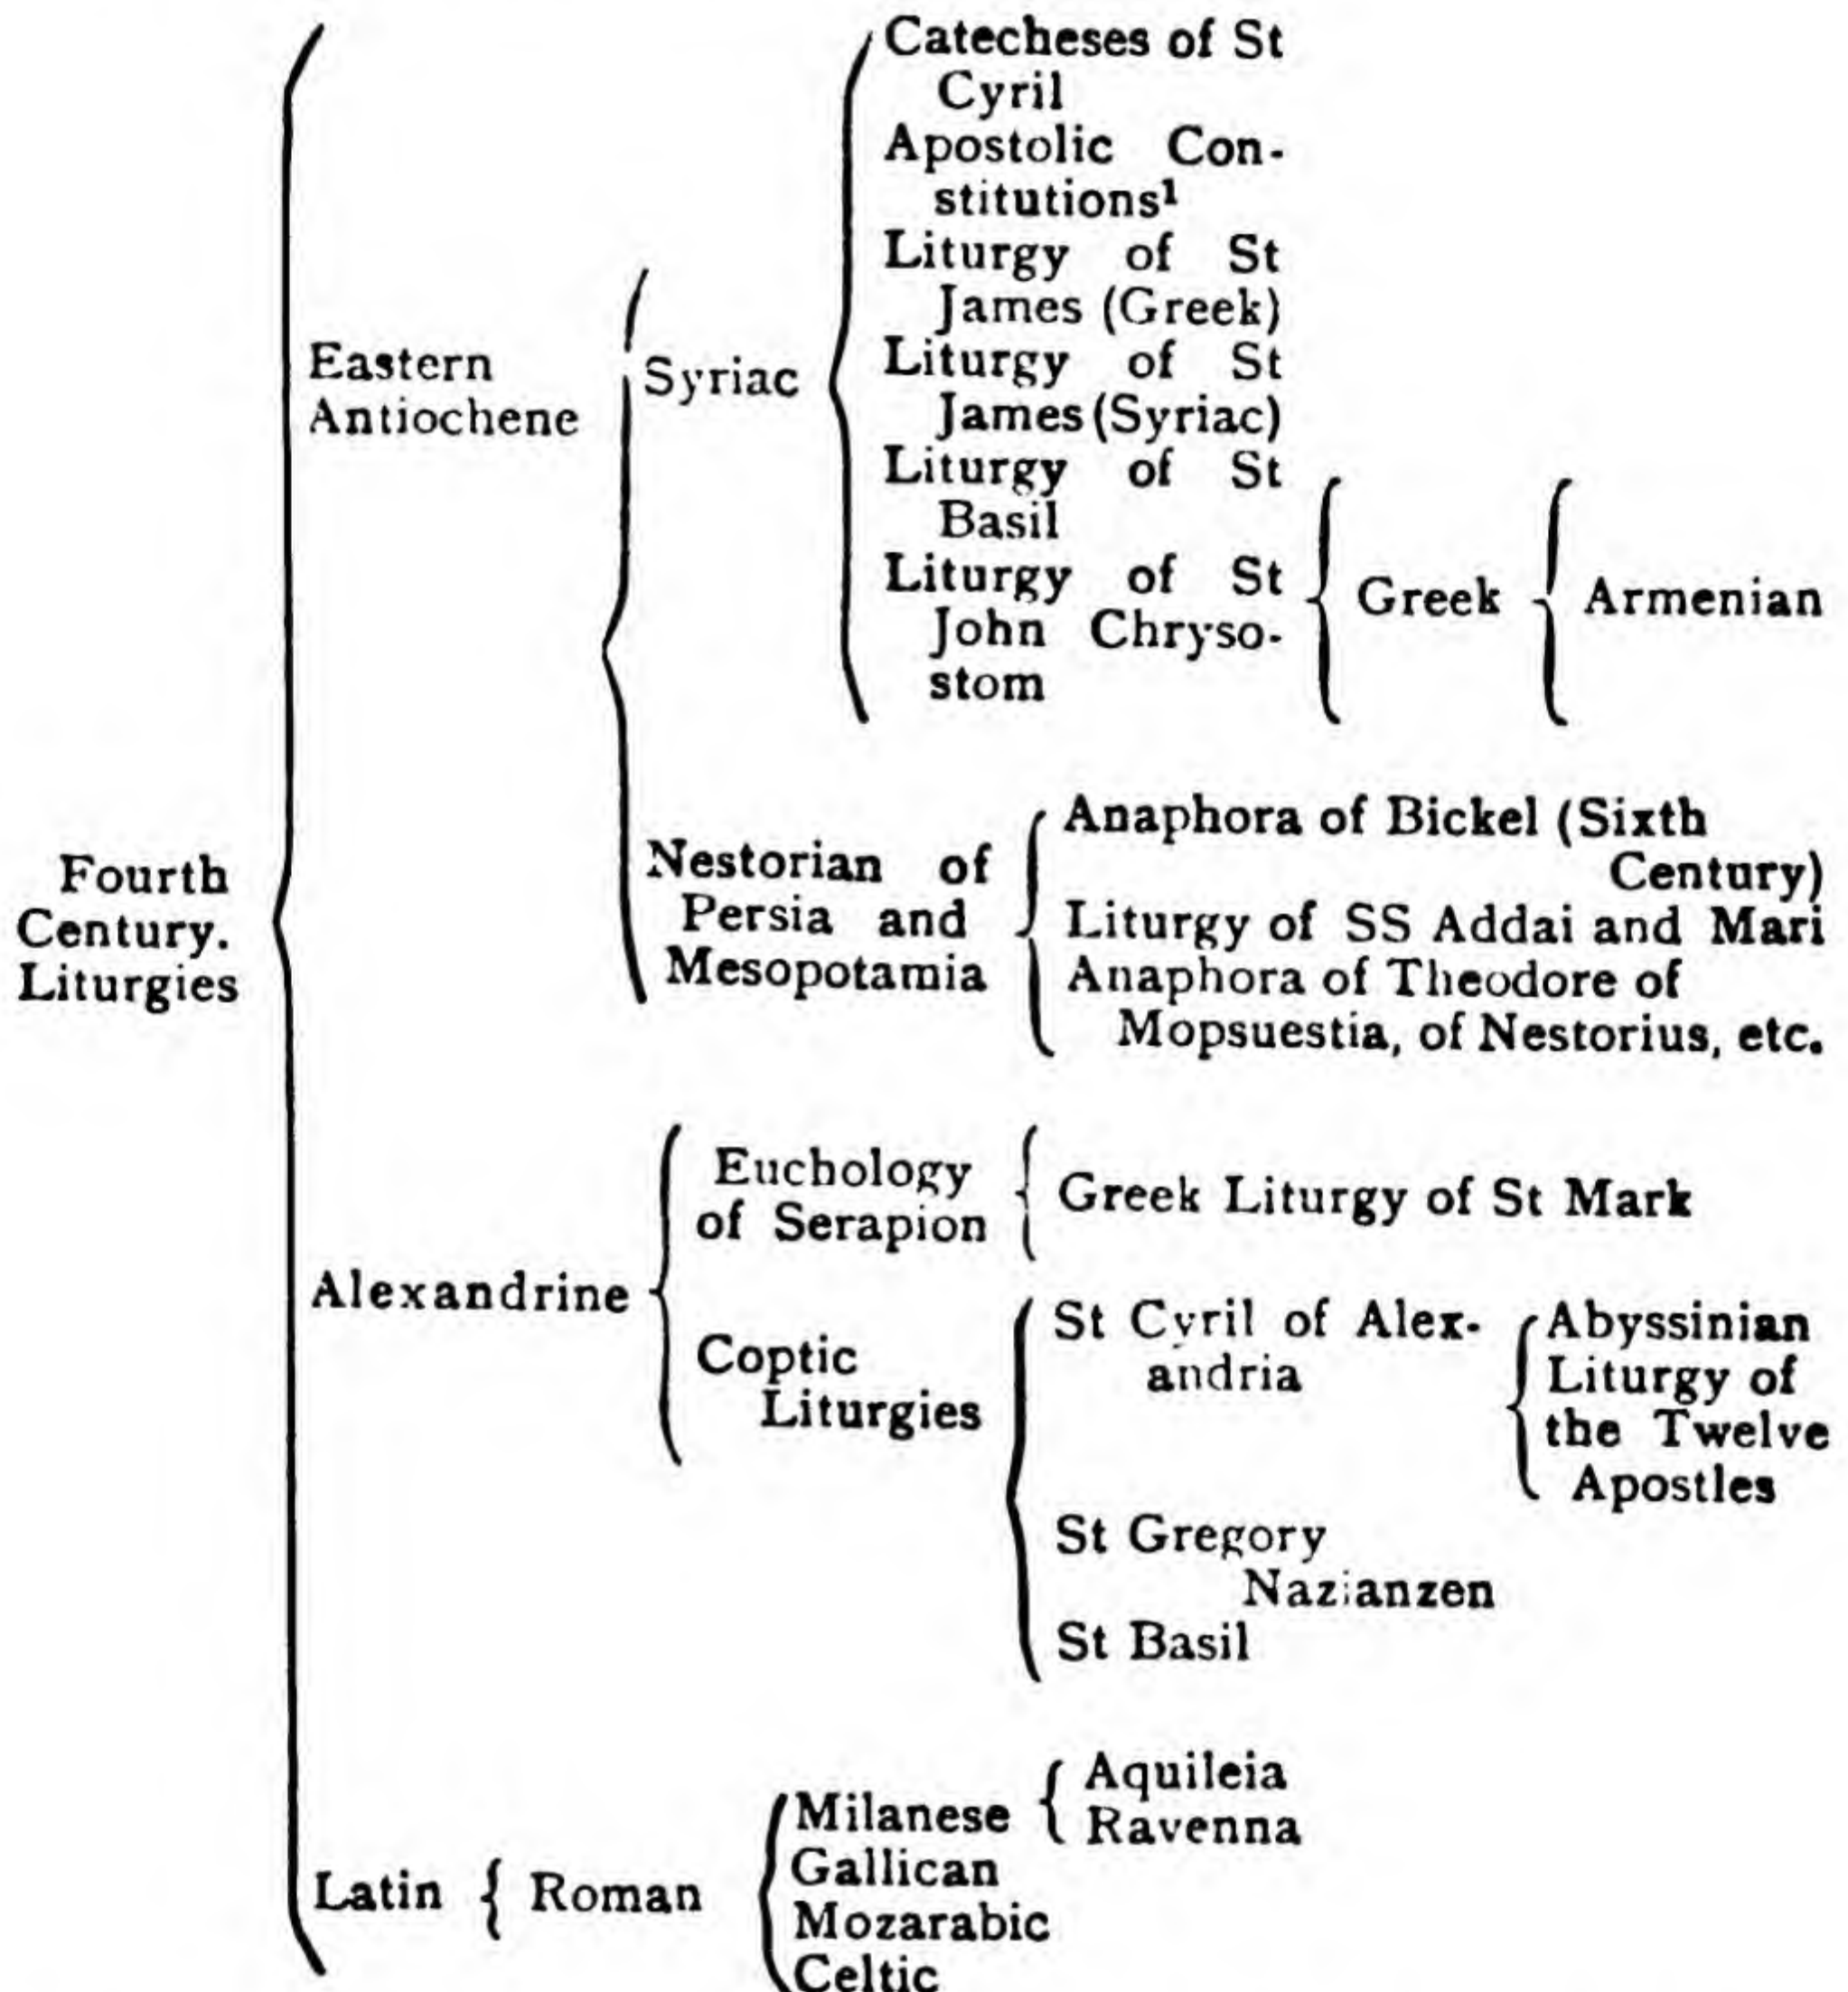 Catecheses of St
Cyril
Apostolic Con-
stitutions¹
Liturgy of St
James (Greek)
Eastern
Antiochene
Syriac
Liturgy of St
James (Syriac)
Liturgy of St
Basil
Liturgy of St
John Chryso-
stom
Greek
Armenian
Fourth
Century.
Liturgies
Nestorian of
Persia and
Mesopotamia
Anaphora of Bickel (Sixth
Century)
Liturgy of SS Addai and Mari
Anaphora of Theodore of
Mopsuestia, of Nestorius, etc.
Alexandrine
Euchology
of Serapion
Greek Liturgy of St Mark
Coptic
Liturgies
St Cyril of Alex-
andria
Abyssinian
Liturgy of
the Twelve
Apostles
St Gregory
Nazianzen
St Basil
Latin
Roman
Milanese
Aquileia
Ravenna
Gallican
Mozarabic
Celtic